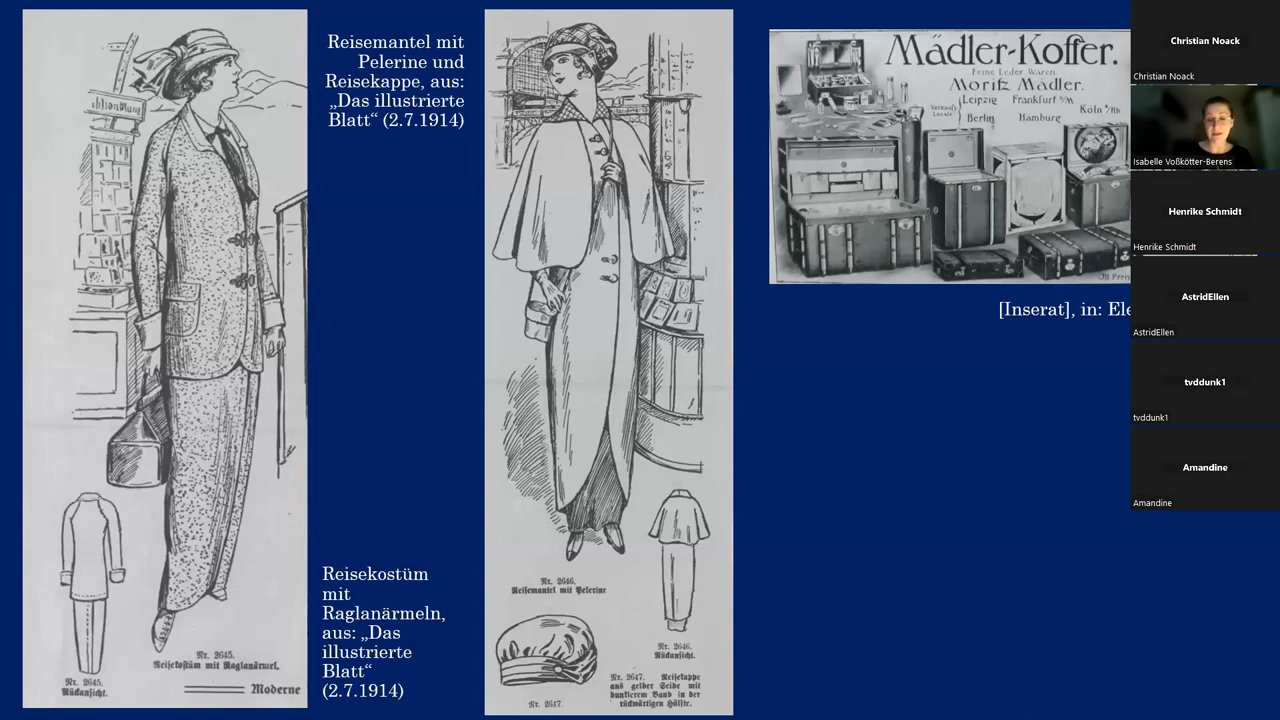 Reisemantel mit
Pelerine und
Reisekappe, aus:
„Das illustrierte
Blatt“ (2.7.1914)
Reisekostüm
mit
Raglanärmeln,
aus: „Das
illustrierte
Blatt“
(2.7.1914)
Nr. 2645.
Reisekostüm mit Raglanärmel.
Nr. 2645.
Rückansicht.
Moderne
Nr. 2646.
Reisemantel mit Pelerine
Nr. 2646.
Rückansicht.
Nr. 2647.
Nr. 2647. Reisekappe
aus gelber Seide mit
dunklerem Band in der
rückwärtigen Hälfte.
Mädler-Koffer.
Feine Leder Waren.
Moritz Mädler.
Verkaufs
Locale
Leipzig Frankfurt a/M
Berlin Hamburg
Köln a/Rh.
[Inserat], in: Ele
Christian Noack
Christian Noack
Isabelle Voßkötter-Berens
Henrike Schmidt
Henrike Schmidt
AstridEllen
AstridEllen
tvddunk1
tvddunk1
Amandine
Amandine